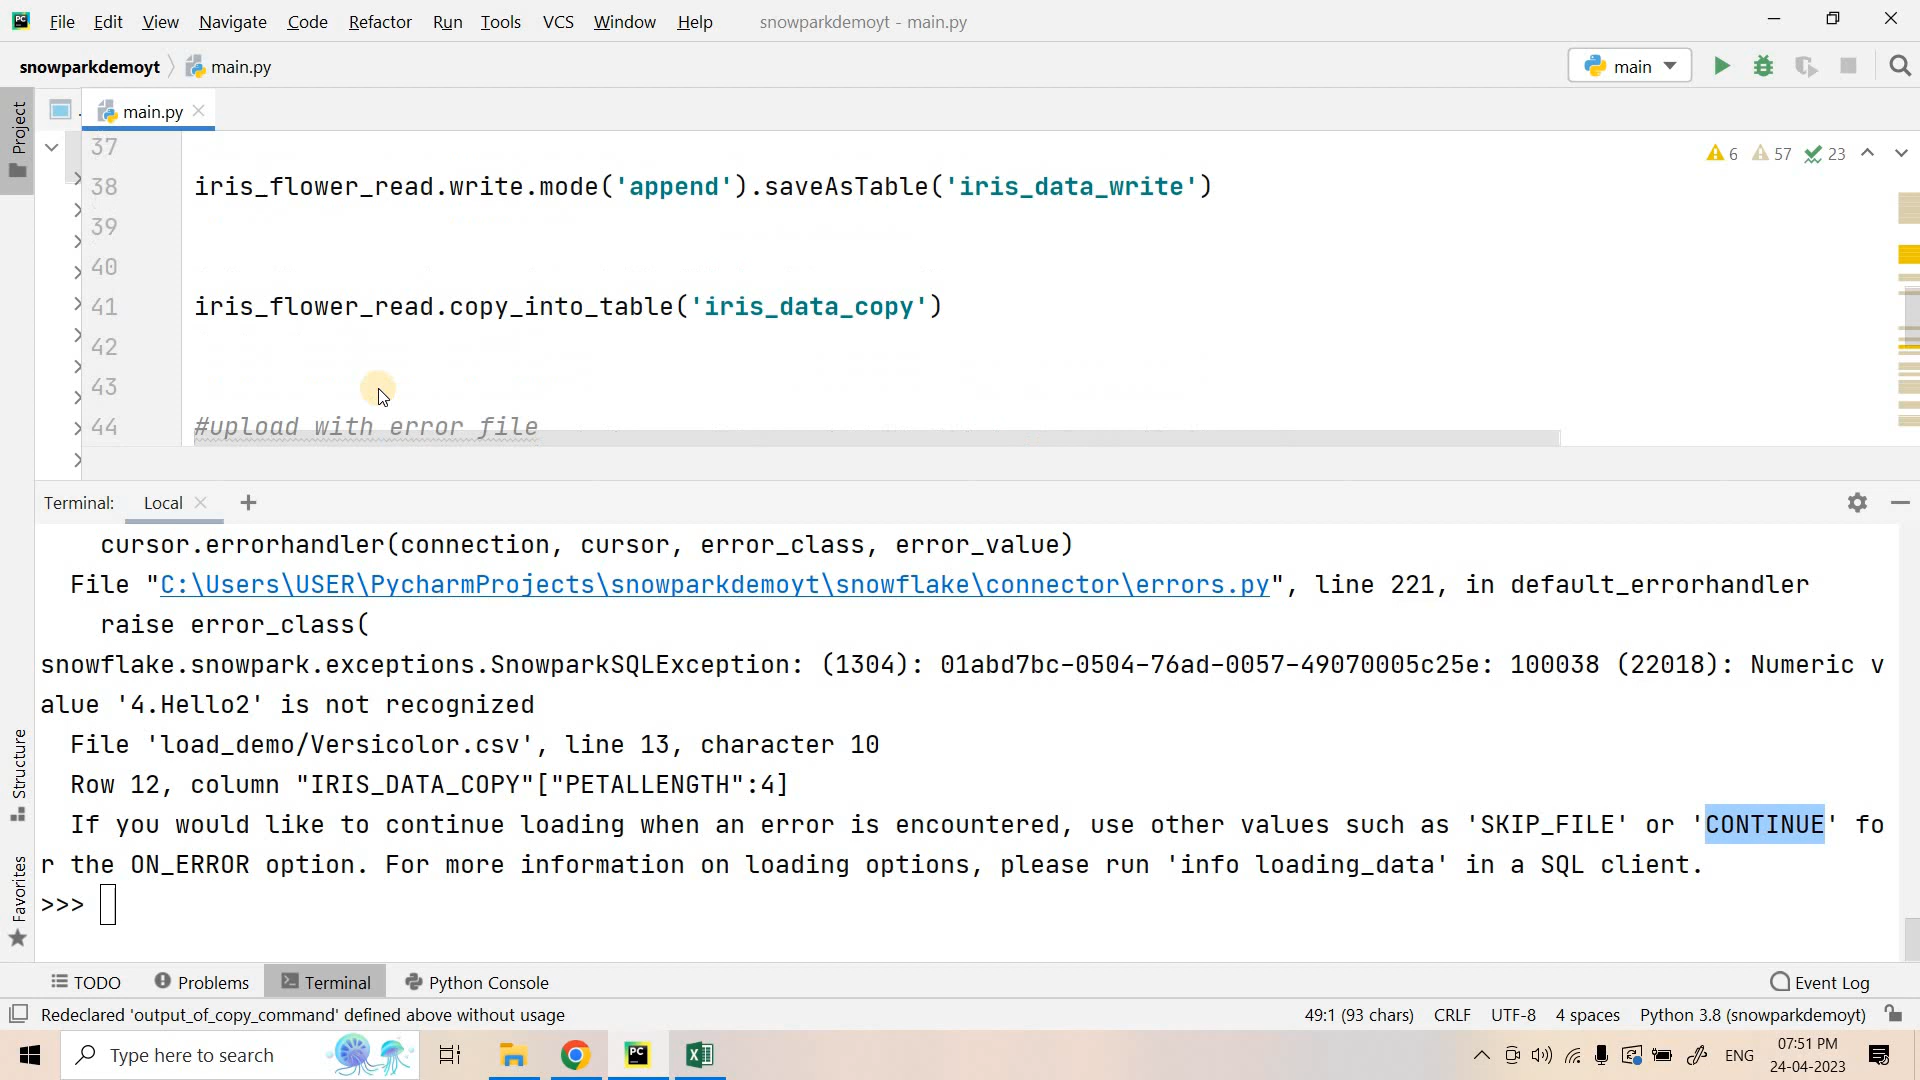 File Edit View Navigate Code Refactor Run Tools VCS Window Help snowparkdemoyt - main.py
snowparkdemoyt main.py main
Project
main.py
6 57 23
37
38 iris_flower_read.write.mode('append').saveAsTable('iris_data_write')
39
40
41 iris_flower_read.copy_into_table('iris_data_copy')
42
43
44 #upload with error file
Terminal: Local
cursor.errorhandler(connection, cursor, error_class, error_value)
File "C:\Users\USER\PycharmProjects\snowparkdemoyt\snowflake\connector\errors.py", line 221, in default_errorhandler
raise error_class(
snowflake.snowpark.exceptions.SnowparkSQLException: (1304): 01abd7bc-0504-76ad-0057-49070005c25e: 100038 (22018): Numeric v
alue '4.Hello2' is not recognized
File 'load_demo/Versicolor.csv', line 13, character 10
Row 12, column "IRIS_DATA_COPY"["PETALLENGTH":4]
If you would like to continue loading when an error is encountered, use other values such as 'SKIP_FILE' or 'CONTINUE' fo
r the ON_ERROR option. For more information on loading options, please run 'info loading_data' in a SQL client.
>>>
Structure
Favorites
TODO Problems Terminal Python Console Event Log
Redeclared 'output_of_copy_command' defined above without usage 49:1 (93 chars) CRLF UTF-8 4 spaces Python 3.8 (snowparkdemoyt)
Type here to search
ENG
07:51 PM
24-04-2023